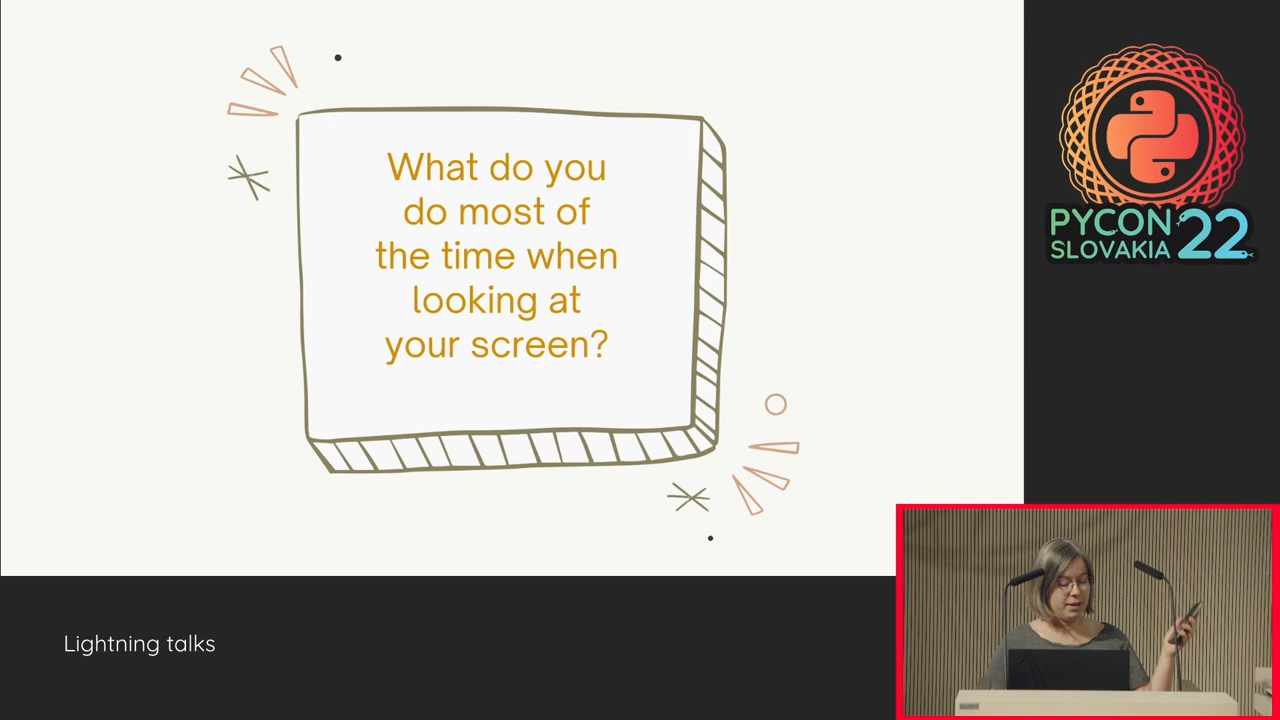 What do you
do most of
the time when
looking at
your screen?
PYCON
SLOVAKIA 22
Lightning talks